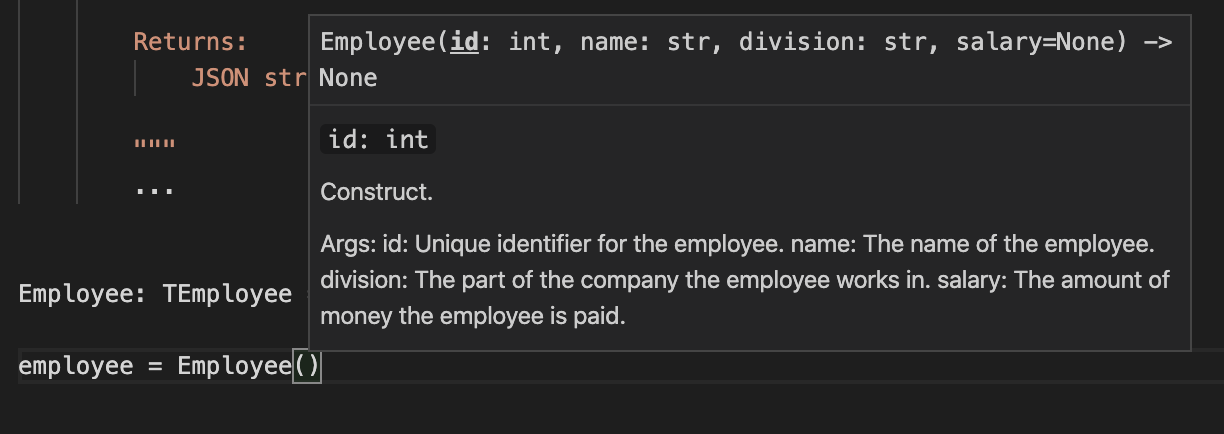 Returns:
JSON str
"""
...
Employee(id: int, name: str, division: str, salary=None) ->
None
id: int
Construct.
Args: id: Unique identifier for the employee. name: The name of the employee.
division: The part of the company the employee works in. salary: The amount of
money the employee is paid.
Employee: TEmployee
employee = Employee()